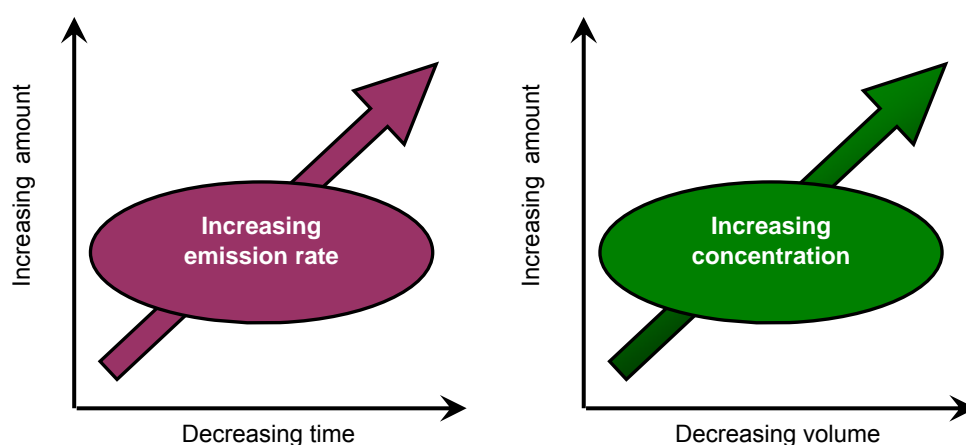 Increasing amount
Increasing
emission rate
Decreasing time
Increasing amount
Increasing
concentration
Decreasing volume